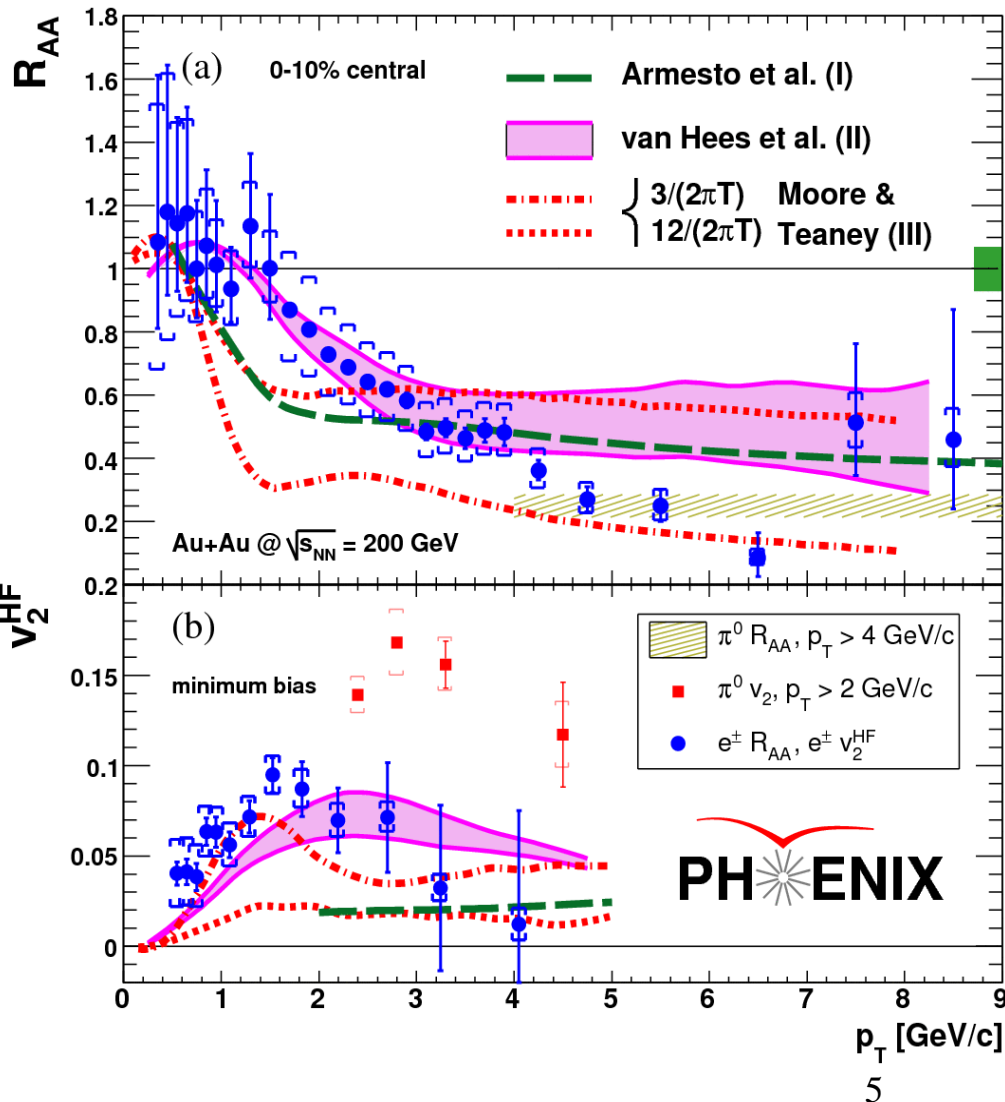 R_AA
1.8
1.6
1.4
1.2
1
0.8
0.6
0.4
0.2
(a)
0-10% central
Armesto et al. (I)
van Hees et al. (II)
3/(2πT) Moore &
12/(2πT) Teaney (III)
Au+Au @ √s_NN = 200 GeV
v_2^HF
0.2
0.15
0.1
0.05
0
(b)
minimum bias
π⁰ R_AA, p_T > 4 GeV/c
π⁰ v_2, p_T > 2 GeV/c
e± R_AA, e± v_2^HF
PHENIX
0 1 2 3 4 5 6 7 8 9
p_T [GeV/c]
5